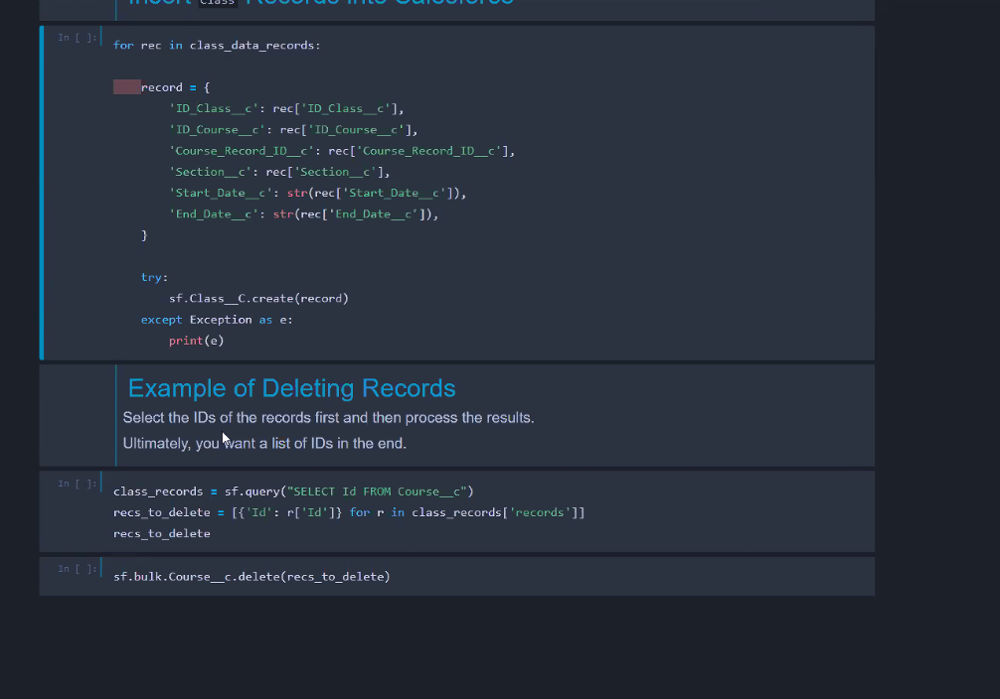 Insert Class Records into Salesforce
In [ ]:
for rec in class_data_records:
record = {
'ID_Class__c': rec['ID_Class__c'],
'ID_Course__c': rec['ID_Course__c'],
'Course_Record_ID__c': rec['Course_Record_ID__c'],
'Section__c': rec['Section__c'],
'Start_Date__c': str(rec['Start_Date__c']),
'End_Date__c': str(rec['End_Date__c']),
}
try:
sf.Class__C.create(record)
except Exception as e:
print(e)
Example of Deleting Records
Select the IDs of the records first and then process the results.
Ultimately, you want a list of IDs in the end.
In [ ]:
class_records = sf.query("SELECT Id FROM Course__c")
recs_to_delete = [{'Id': r['Id']} for r in class_records['records']]
recs_to_delete
In [ ]:
sf.bulk.Course__c.delete(recs_to_delete)